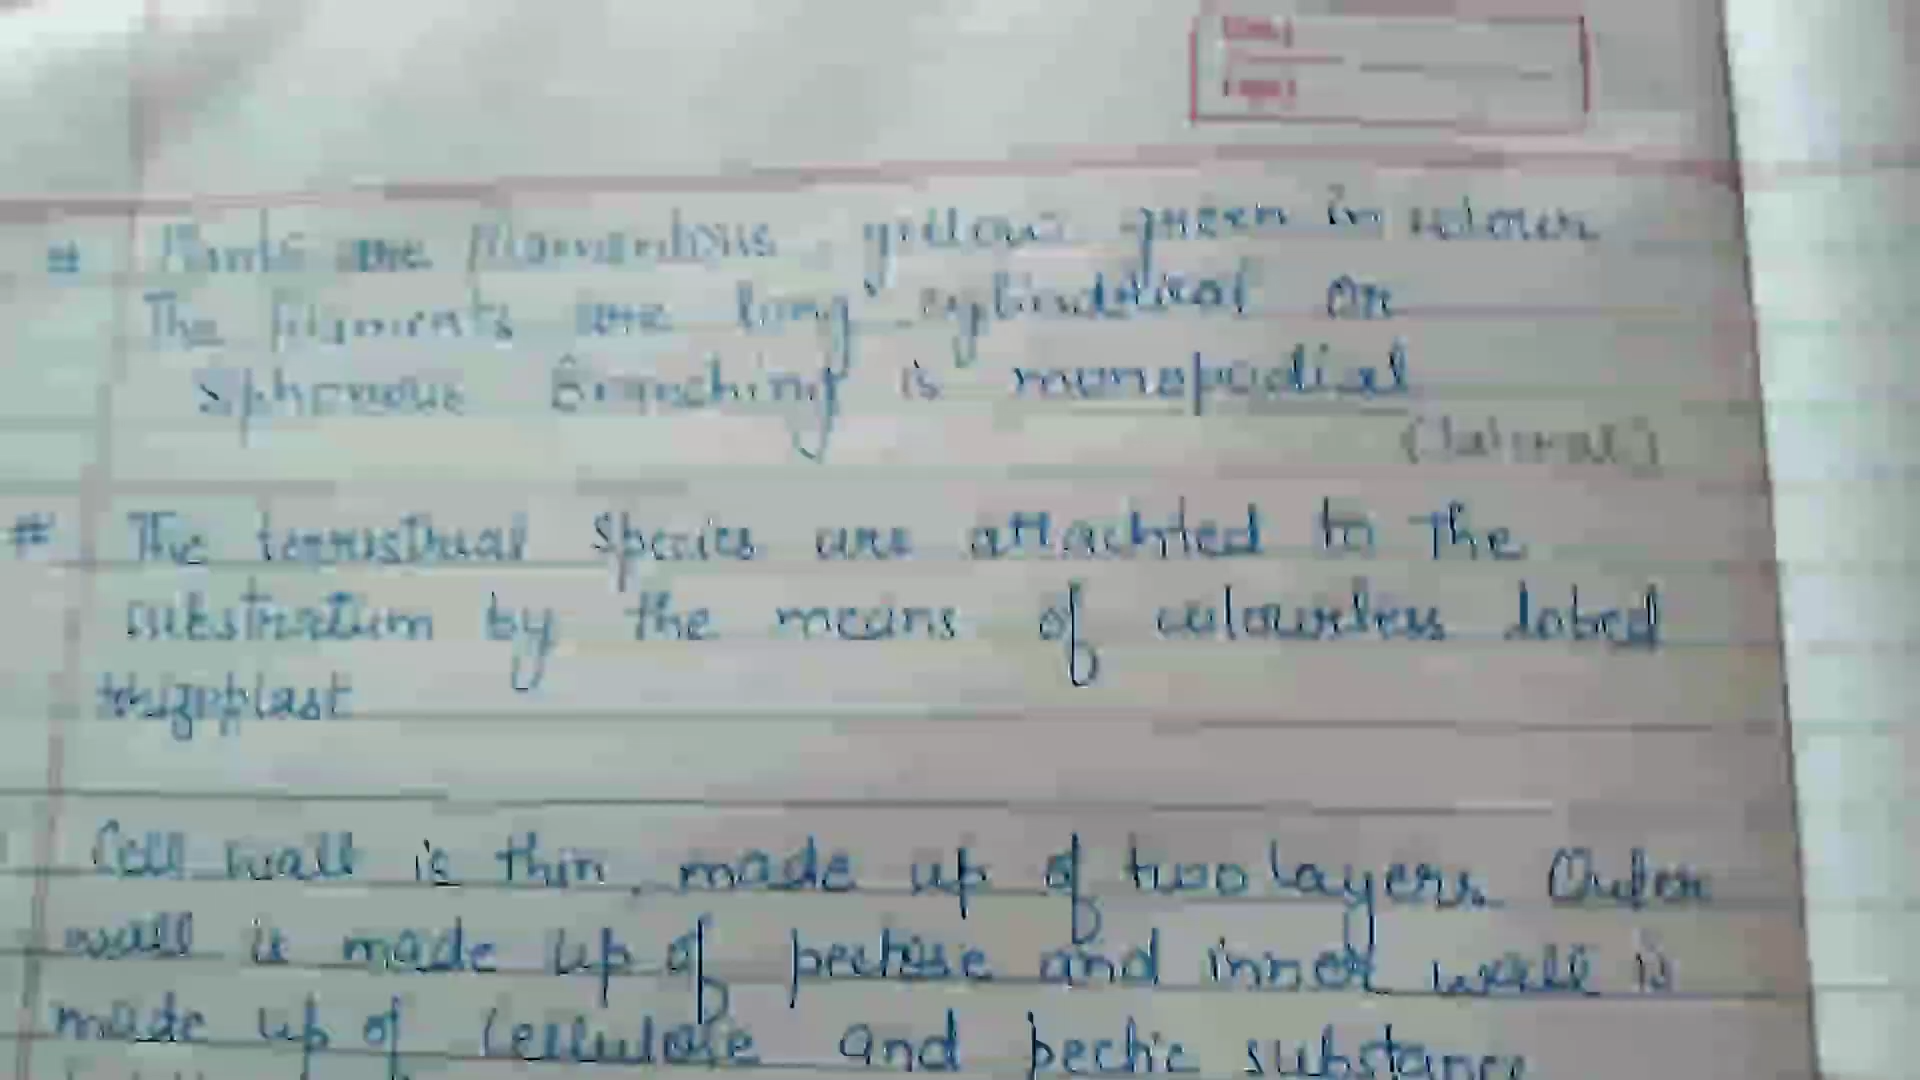 # Plants are filamentous, yellow green in colour
The filaments are long cylindrical or
Siphonous Branching is monopodial
(lateral)
# The terrestrial Species are attachted to the
substratum by the means of colourless lobed
rhizoplast
Cell wall is thin, made up of two layers. Outer
wall is made up of pectose and inner wall is
made up of cellulose and pectic substance